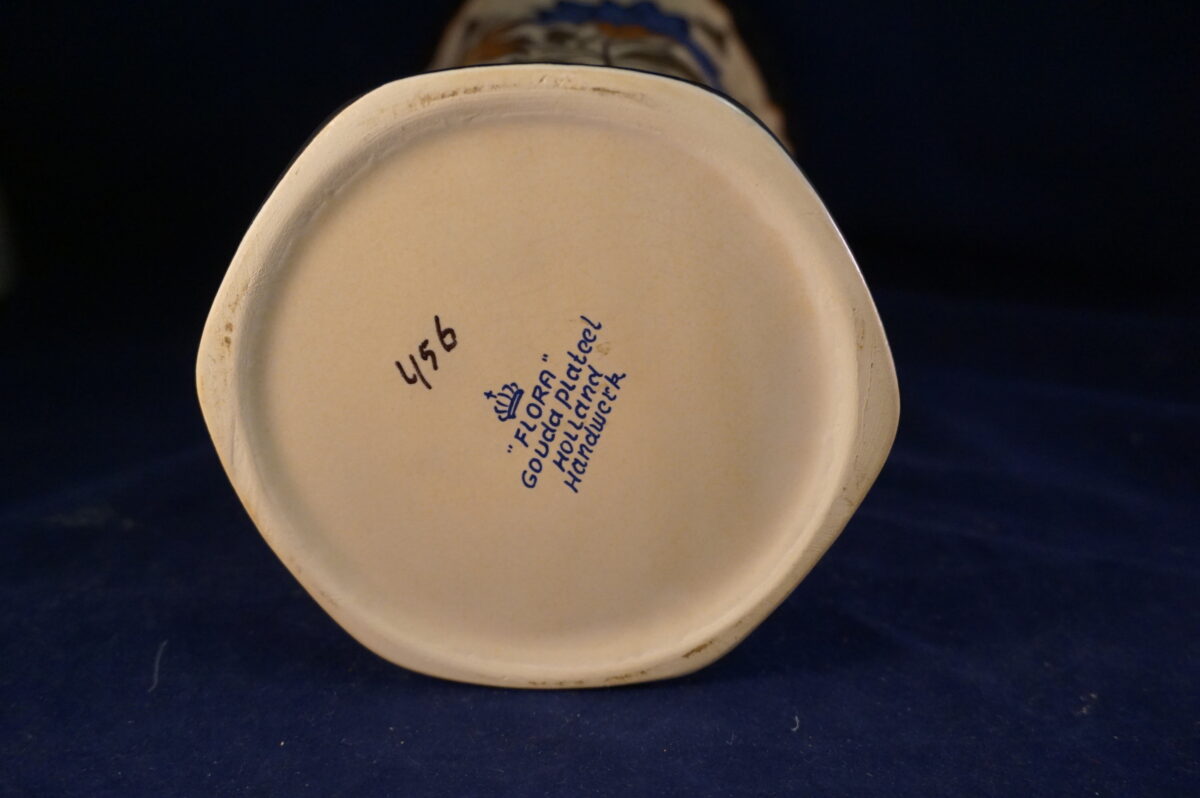 456
"FLORA"
Gouda plateel
HOLLAND
Handwerk